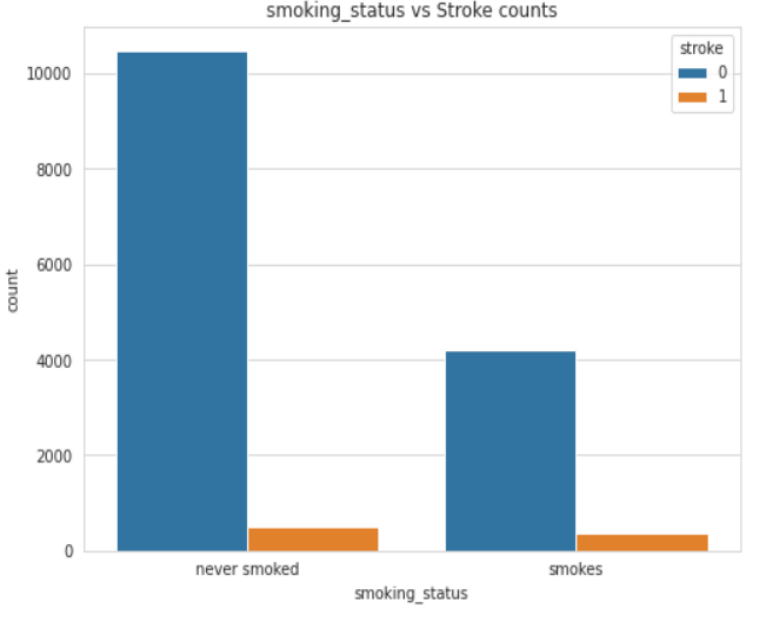 smoking_status vs Stroke counts
stroke
0
1
10000
8000
6000
4000
2000
0
count
never smoked
smokes
smoking_status